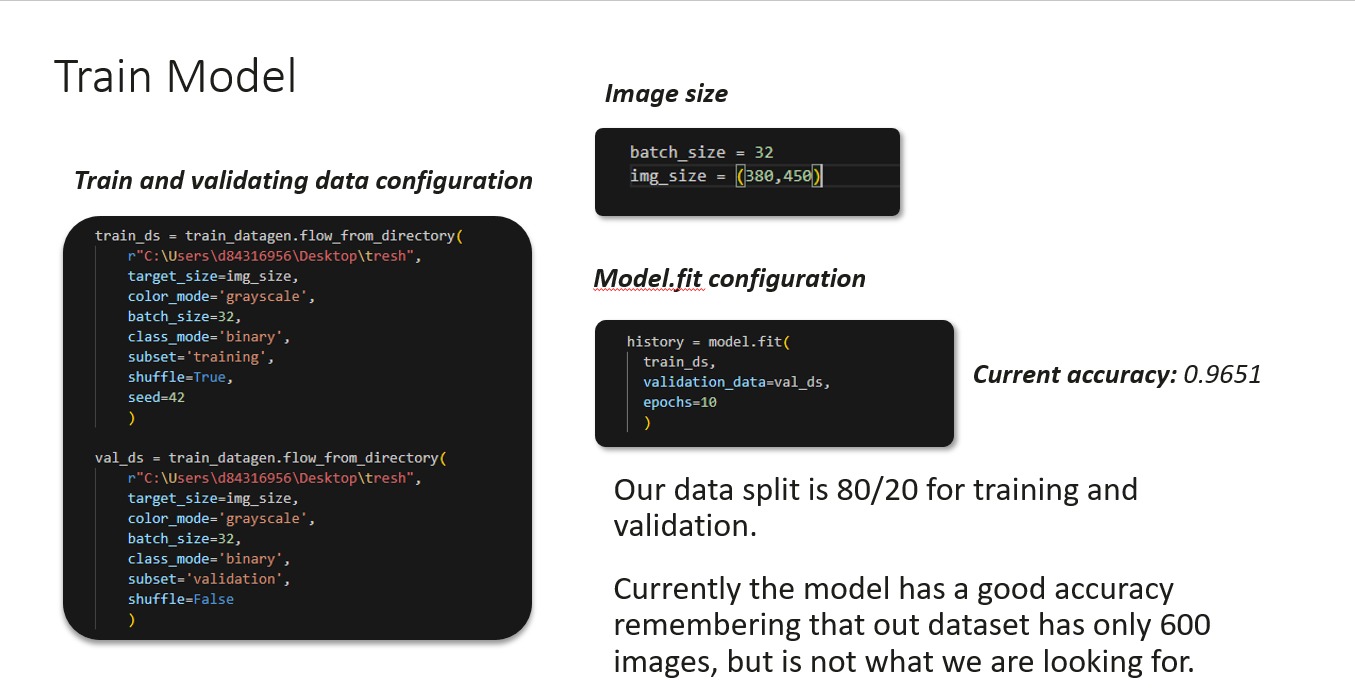 Train Model
Train and validating data configuration
train_ds = train_datagen.flow_from_directory(
r"C:\Users\d84316956\Desktop\tresh",
target_size=img_size,
color_mode='grayscale',
batch_size=32,
class_mode='binary',
subset='training',
shuffle=True,
seed=42
)
val_ds = train_datagen.flow_from_directory(
r"C:\Users\d84316956\Desktop\tresh",
target_size=img_size,
color_mode='grayscale',
batch_size=32,
class_mode='binary',
subset='validation',
shuffle=False
)
Image size
batch_size = 32
img_size = (380,450)
Model.fit configuration
history = model.fit(
train_ds,
validation_data=val_ds,
epochs=10
)
Current accuracy: 0.9651
Our data split is 80/20 for training and
validation.
Currently the model has a good accuracy
remembering that out dataset has only 600
images, but is not what we are looking for.